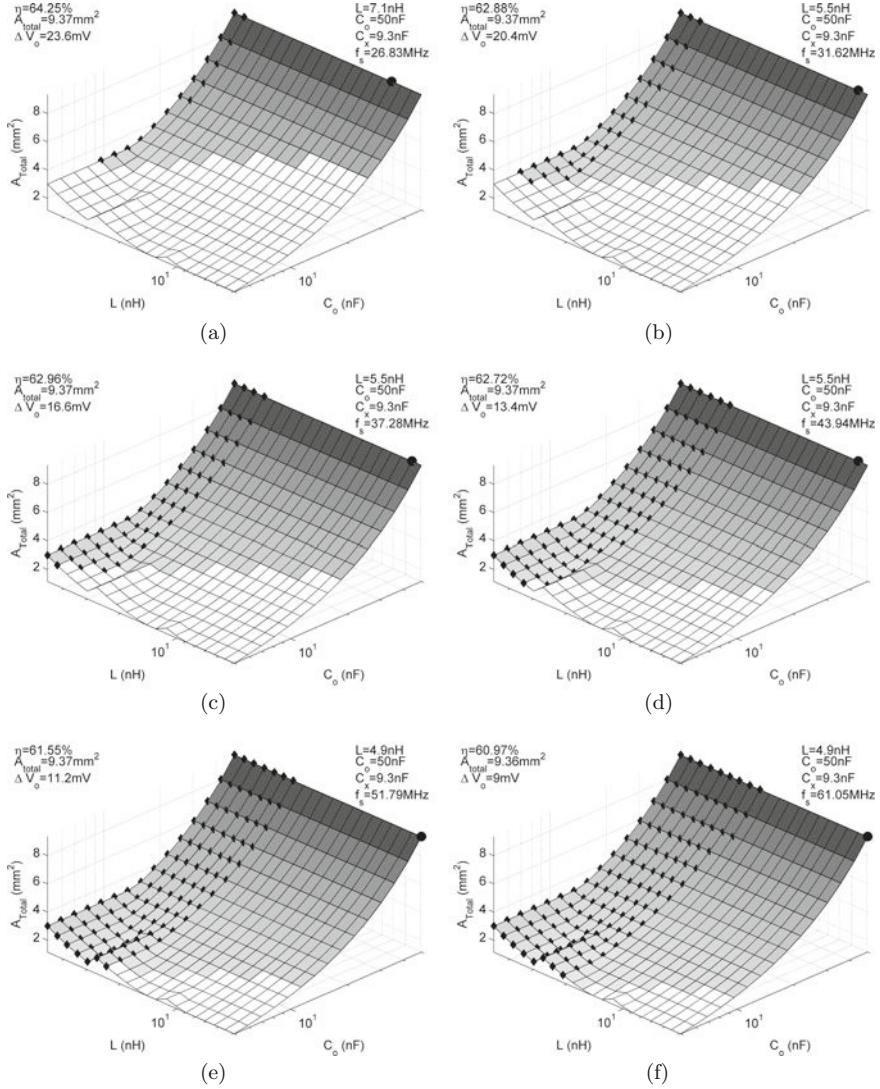 η=64.25%
A_total=9.37mm²
Δ V_o=23.6mV
L=7.1nH
C_o=50nF
C_x=9.3nF
f_s=26.83MHz
8
6
4
2
A_Total (mm²)
10¹
10¹
L (nH)
C_o (nF)
(a)
η=62.88%
A_total=9.37mm²
Δ V_o=20.4mV
L=5.5nH
C_o=50nF
C_x=9.3nF
f_s=31.62MHz
8
6
4
2
A_Total (mm²)
10¹
10¹
L (nH)
C_o (nF)
(b)
η=62.96%
A_total=9.37mm²
Δ V_o=16.6mV
L=5.5nH
C_o=50nF
C_x=9.3nF
f_s=37.28MHz
8
6
4
2
A_Total (mm²)
10¹
10¹
L (nH)
C_o (nF)
(c)
η=62.72%
A_total=9.37mm²
Δ V_o=13.4mV
L=5.5nH
C_o=50nF
C_x=9.3nF
f_s=43.94MHz
8
6
4
2
A_Total (mm²)
10¹
10¹
L (nH)
C_o (nF)
(d)
η=61.55%
A_total=9.37mm²
Δ V_o=11.2mV
L=4.9nH
C_o=50nF
C_x=9.3nF
f_s=51.79MHz
8
6
4
2
A_Total (mm²)
10¹
10¹
L (nH)
C_o (nF)
(e)
η=60.97%
A_total=9.36mm²
Δ V_o=9mV
L=4.9nH
C_o=50nF
C_x=9.3nF
f_s=61.05MHz
8
6
4
2
A_Total (mm²)
10¹
10¹
L (nH)
C_o (nF)
(f)